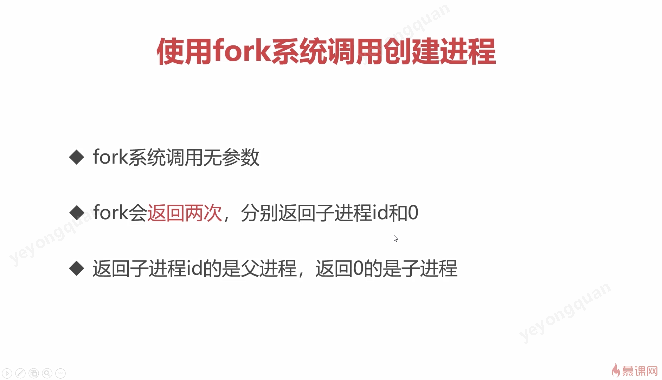 yeyongquan
使用fork系统调用创建进程
◆ fork系统调用无参数
◆ fork会返回两次，分别返回子进程id和0
yeyongquan
◆ 返回子进程id的是父进程，返回0的是子进程
yeyongquan
慕课网